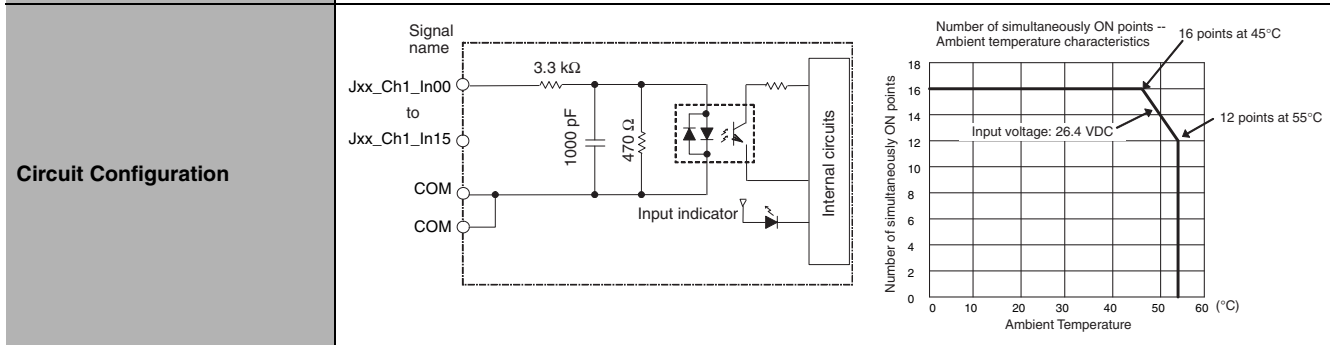 Circuit Configuration
Signal
name
Jxx_Ch1_In00
to
Jxx_Ch1_In15
COM
COM
3.3 kΩ
1000 pF
470 Ω
Input indicator
Internal circuits
Number of simultaneously ON points --
Ambient temperature characteristics
16 points at 45°C
12 points at 55°C
Input voltage: 26.4 VDC
Number of simultaneously ON points
18
16
14
12
10
8
6
4
2
0
0 10 20 30 40 50 60 (°C)
Ambient Temperature